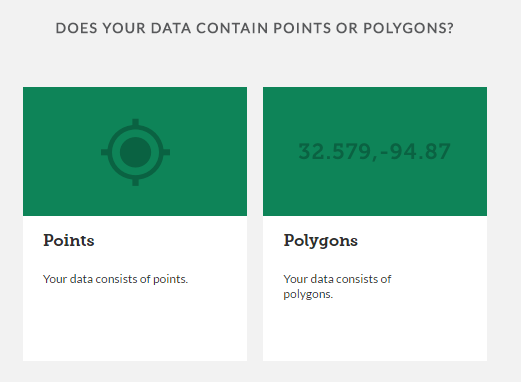 DOES YOUR DATA CONTAIN POINTS OR POLYGONS?
32.579,-94.87
Points
Your data consists of points.
Polygons
Your data consists of
polygons.